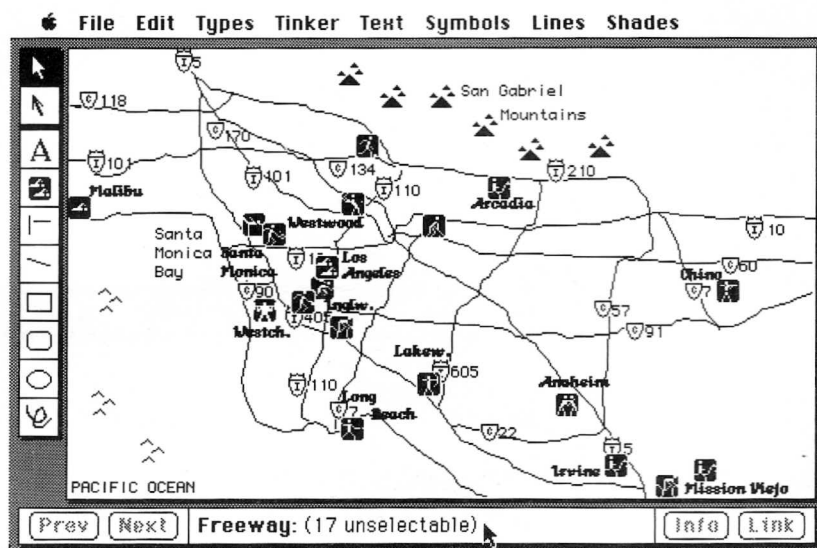 File Edit Types Tinker Text Symbols Lines Shades
5
118
170
101
101
134
110
210
San Gabriel
Mountains
Malibu
Arcadia
Westwood
10
Santa
Monica
Bay
Santa
Monica
Los
Angeles
60
Chino
7
90
Inglw.
405
Westch.
57
91
Lakew.
605
Anaheim
110
Long
Beach
7
22
5
Irvine
Mission Viejo
PACIFIC OCEAN
A
Prev Next Freeway: (17 unselectable) Info Link